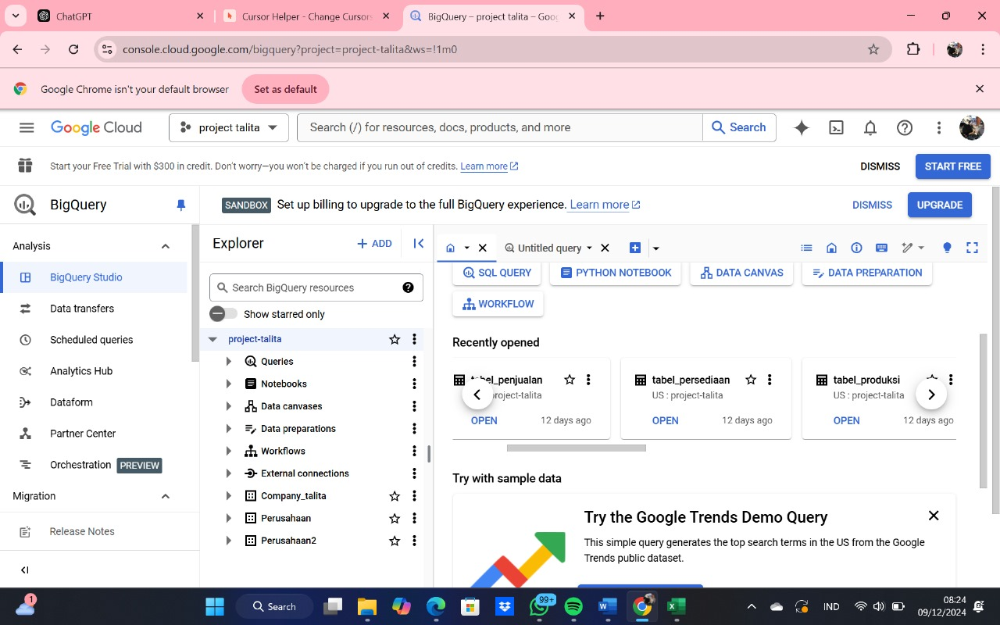 ChatGPT
Cursor Helper - Change Cursors
BigQuery – project talita – Goo
console.cloud.google.com/bigquery?project=project-talita&ws=!1m0
Google Chrome isn't your default browser
Set as default
Google Cloud
project talita
Search (/) for resources, docs, products, and more
Search
Start your Free Trial with $300 in credit. Don't worry—you won't be charged if you run out of credits. Learn more
DISMISS
START FREE
BigQuery
SANDBOX Set up billing to upgrade to the full BigQuery experience. Learn more
DISMISS
UPGRADE
Analysis
BigQuery Studio
Data transfers
Scheduled queries
Analytics Hub
Dataform
Partner Center
Orchestration PREVIEW
Migration
Release Notes
Explorer
+ ADD
Search BigQuery resources
Show starred only
project-talita
Queries
Notebooks
Data canvases
Data preparations
Workflows
External connections
Company_talita
Perusahaan
Perusahaan2
Untitled query
SQL QUERY
PYTHON NOTEBOOK
DATA CANVAS
DATA PREPARATION
WORKFLOW
Recently opened
tabel_penjualan
project-talita
OPEN
12 days ago
tabel_persediaan
US : project-talita
OPEN
12 days ago
tabel_produksi
US : project-talita
OPEN
12 days ago
Try with sample data
Try the Google Trends Demo Query
This simple query generates the top search terms in the US from the Google
Trends public dataset.
1
Search
99+
IND
08:24
09/12/2024